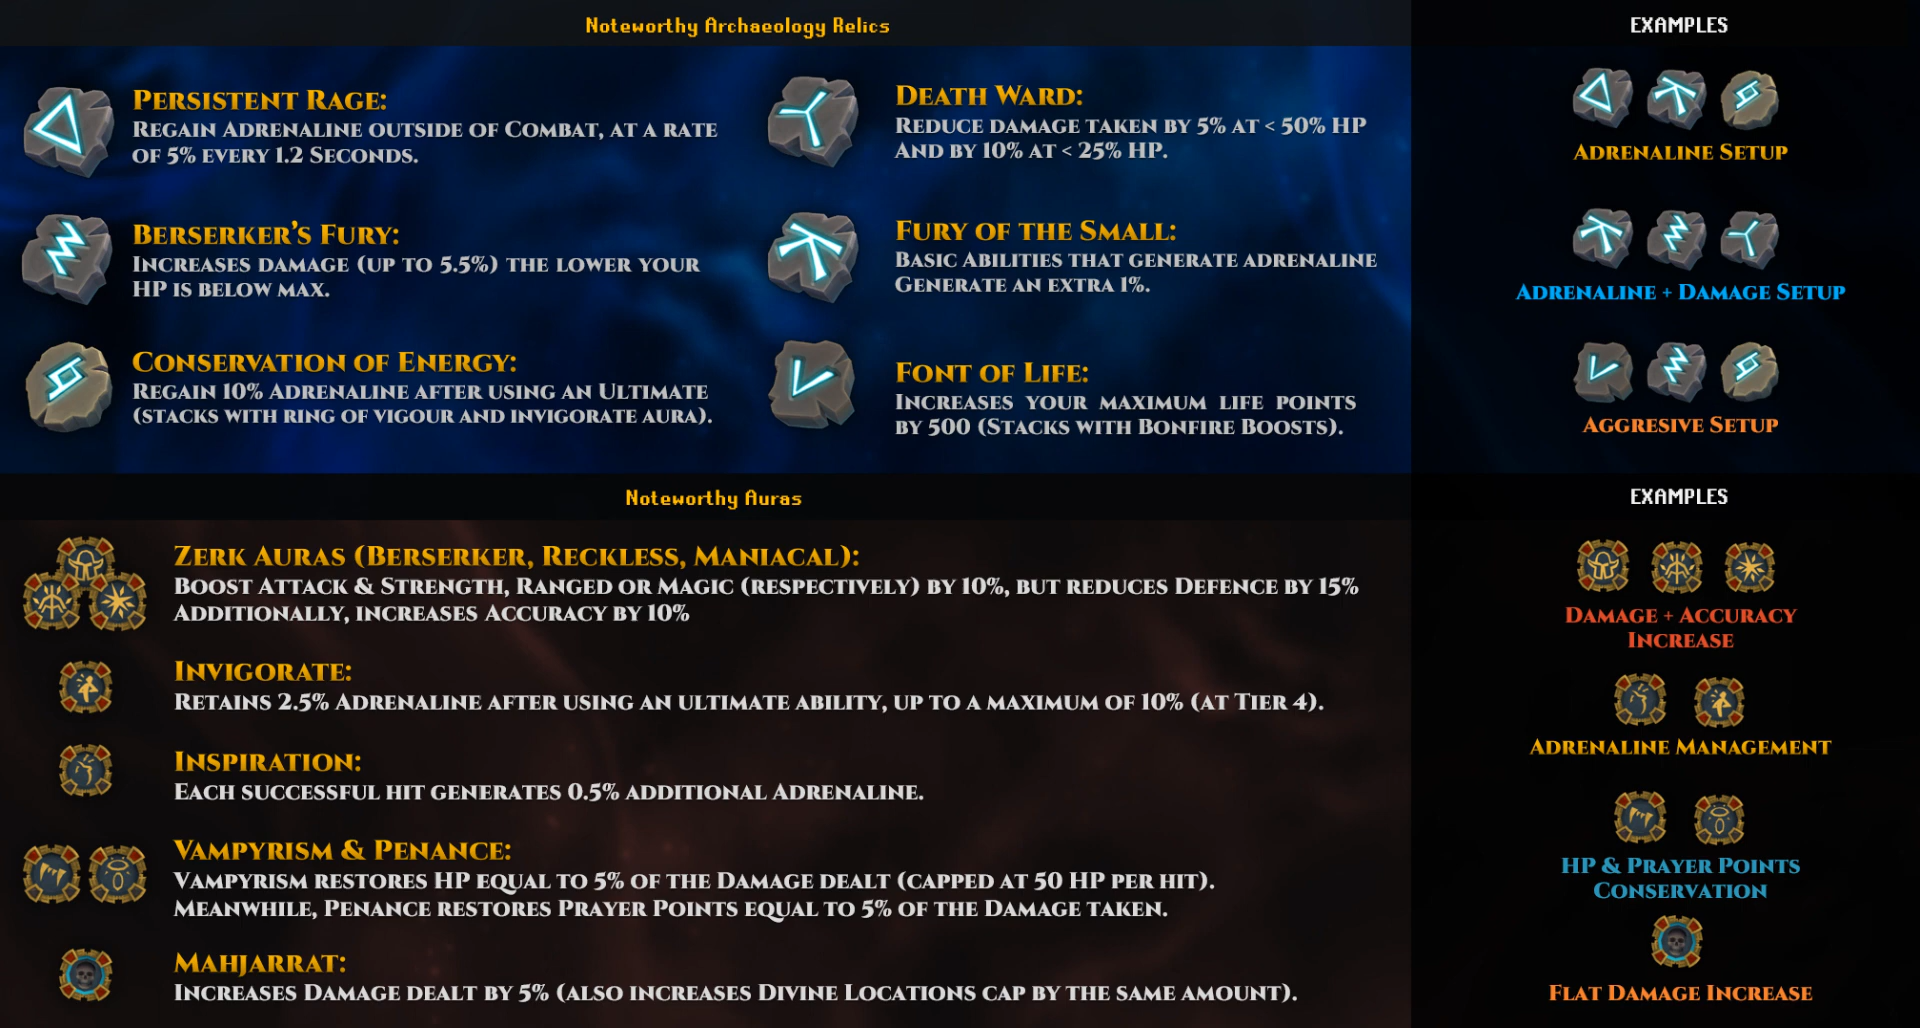 Noteworthy Archaeology Relics
EXAMPLES
PERSISTENT RAGE:
REGAIN ADRENALINE OUTSIDE OF COMBAT, AT A RATE
OF 5% EVERY 1.2 SECONDS.
DEATH WARD:
REDUCE DAMAGE TAKEN BY 5% AT < 50% HP
AND BY 10% AT < 25% HP.
ADRENALINE SETUP
BERSERKER'S FURY:
INCREASES DAMAGE (UP TO 5.5%) THE LOWER YOUR
HP IS BELOW MAX.
FURY OF THE SMALL:
BASIC ABILITIES THAT GENERATE ADRENALINE
GENERATE AN EXTRA 1%.
ADRENALINE + DAMAGE SETUP
CONSERVATION OF ENERGY:
REGAIN 10% ADRENALINE AFTER USING AN ULTIMATE
(STACKS WITH RING OF VIGOUR AND INVIGORATE AURA).
FONT OF LIFE:
INCREASES YOUR MAXIMUM LIFE POINTS
BY 500 (STACKS WITH BONFIRE BOOSTS).
AGGRESIVE SETUP
Noteworthy Auras
EXAMPLES
ZERK AURAS (BERSERKER, RECKLESS, MANIACAL):
BOOST ATTACK & STRENGTH, RANGED OR MAGIC (RESPECTIVELY) BY 10%, BUT REDUCES DEFENCE BY 15%
ADDITIONALLY, INCREASES ACCURACY BY 10%
DAMAGE + ACCURACY
INCREASE
INVIGORATE:
RETAINS 2.5% ADRENALINE AFTER USING AN ULTIMATE ABILITY, UP TO A MAXIMUM OF 10% (AT TIER 4).
ADRENALINE MANAGEMENT
INSPIRATION:
EACH SUCCESSFUL HIT GENERATES 0.5% ADDITIONAL ADRENALINE.
VAMPYRISM & PENANCE:
VAMPYRISM RESTORES HP EQUAL TO 5% OF THE DAMAGE DEALT (CAPPED AT 50 HP PER HIT).
MEANWHILE, PENANCE RESTORES PRAYER POINTS EQUAL TO 5% OF THE DAMAGE TAKEN.
HP & PRAYER POINTS
CONSERVATION
MAHJARRAT:
INCREASES DAMAGE DEALT BY 5% (ALSO INCREASES DIVINE LOCATIONS CAP BY THE SAME AMOUNT).
FLAT DAMAGE INCREASE